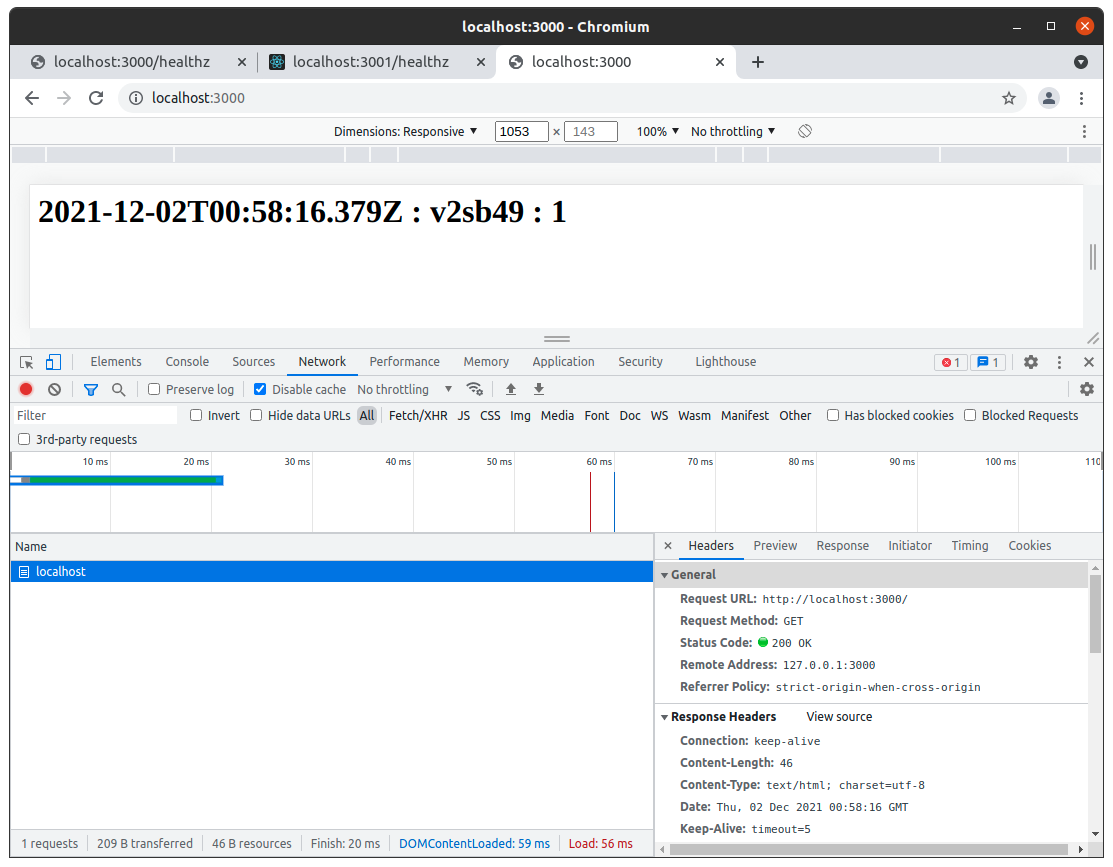 localhost:3000 - Chromium
localhost:3000/healthz localhost:3001/healthz localhost:3000
localhost:3000
Dimensions: Responsive 1053 × 143 100% No throttling
2021-12-02T00:58:16.379Z : v2sb49 : 1
Elements Console Sources Network Performance Memory Application Security Lighthouse 1 1
Preserve log Disable cache No throttling
Filter Invert Hide data URLs All Fetch/XHR JS CSS Img Media Font Doc WS Wasm Manifest Other Has blocked cookies Blocked Requests
3rd-party requests
10 ms 20 ms 30 ms 40 ms 50 ms 60 ms 70 ms 80 ms 90 ms 100 ms 110
Name
localhost
Headers Preview Response Initiator Timing Cookies
General
Request URL: http://localhost:3000/
Request Method: GET
Status Code: 200 OK
Remote Address: 127.0.0.1:3000
Referrer Policy: strict-origin-when-cross-origin
Response Headers View source
Connection: keep-alive
Content-Length: 46
Content-Type: text/html; charset=utf-8
Date: Thu, 02 Dec 2021 00:58:16 GMT
Keep-Alive: timeout=5
1 requests 209 B transferred 46 B resources Finish: 20 ms DOMContentLoaded: 59 ms Load: 56 ms